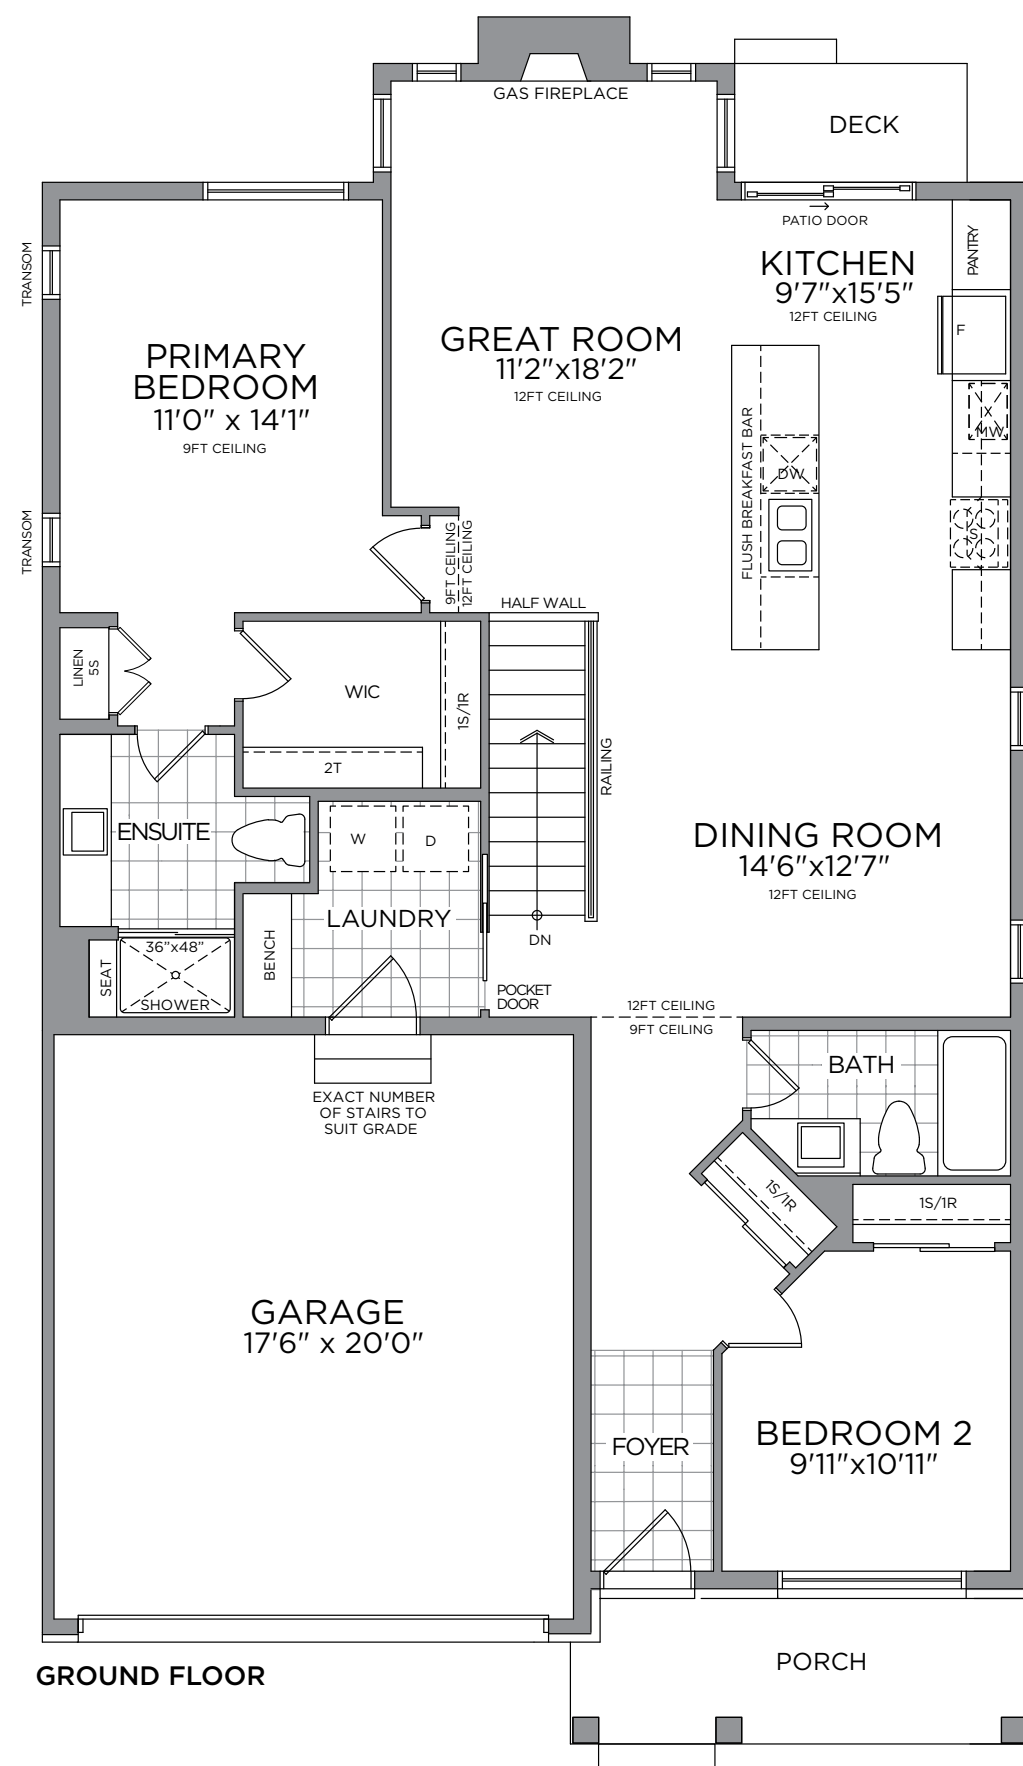 GAS FIREPLACE
DECK
PATIO DOOR
PANTRY
KITCHEN
9'7"x15'5"
12FT CEILING
F
X
MW
S
TRANSOM
PRIMARY
BEDROOM
11'0" x 14'1"
9FT CEILING
TRANSOM
GREAT ROOM
11'2"x18'2"
12FT CEILING
FLUSH BREAKFAST BAR
DW
9FT CEILING
12FT CEILING
HALF WALL
LINEN
5S
WIC
1S/1R
2T
RAILING
DN
ENSUITE
W
D
LAUNDRY
BENCH
36"x48"
SEAT
SHOWER
POCKET
DOOR
DINING ROOM
14'6"x12'7"
12FT CEILING
12FT CEILING
9FT CEILING
EXACT NUMBER
OF STAIRS TO
SUIT GRADE
BATH
1S/1R
1S/1R
GARAGE
17'6" x 20'0"
FOYER
BEDROOM 2
9'11"x10'11"
PORCH
GROUND FLOOR